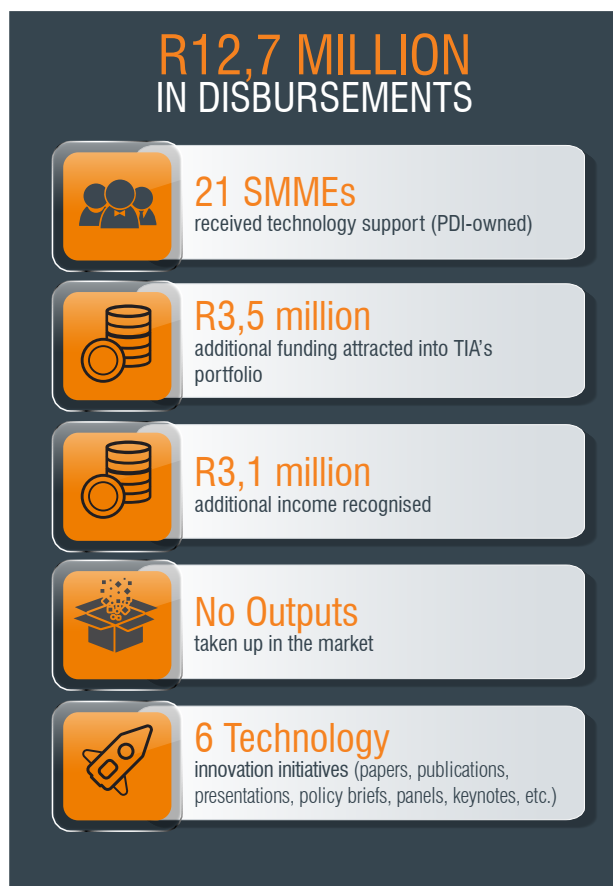 R12,7 MILLION
IN DISBURSEMENTS
21 SMMEs
received technology support (PDI-owned)
R3,5 million
additional funding attracted into TIA’s
portfolio
R3,1 million
additional income recognised
No Outputs
taken up in the market
6 Technology
innovation initiatives (papers, publications,
presentations, policy briefs, panels, keynotes, etc.)